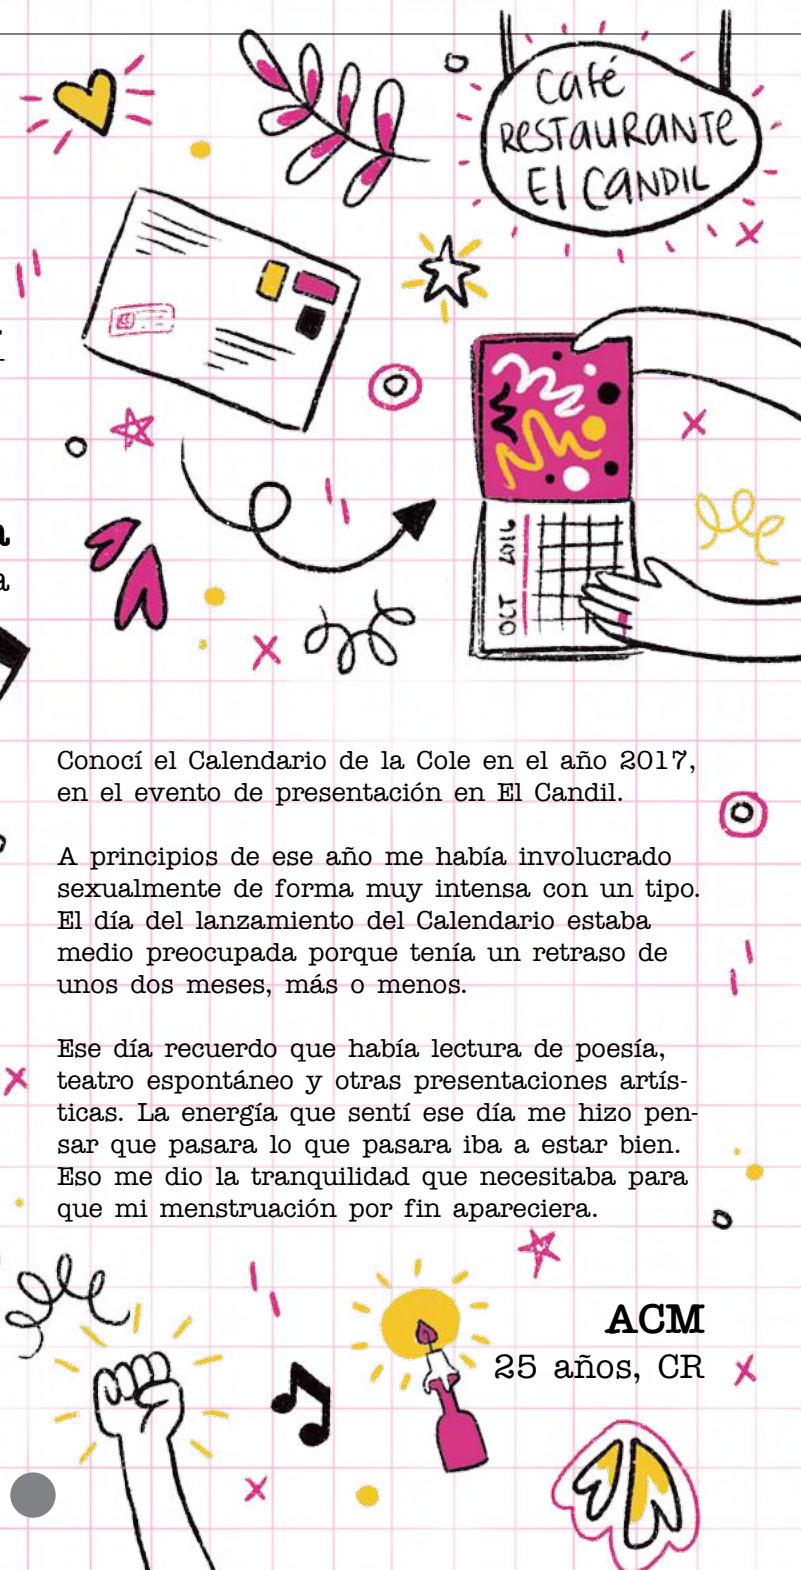 Café
RESTAURANTE
El CANDIL
OCT 2016
Conocí el Calendario de la Cole en el año 2017,
en el evento de presentación en El Candil.
A principios de ese año me había involucrado
sexualmente de forma muy intensa con un tipo.
El día del lanzamiento del Calendario estaba
medio preocupada porque tenía un retraso de
unos dos meses, más o menos.
Ese día recuerdo que había lectura de poesía,
teatro espontáneo y otras presentaciones artís-
ticas. La energía que sentí ese día me hizo pen-
sar que pasara lo que pasara iba a estar bien.
Eso me dio la tranquilidad que necesitaba para
que mi menstruación por fin apareciera.
ACM
25 años, CR